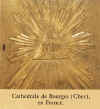 Cathédrale de Bourges (Cher),
en France.